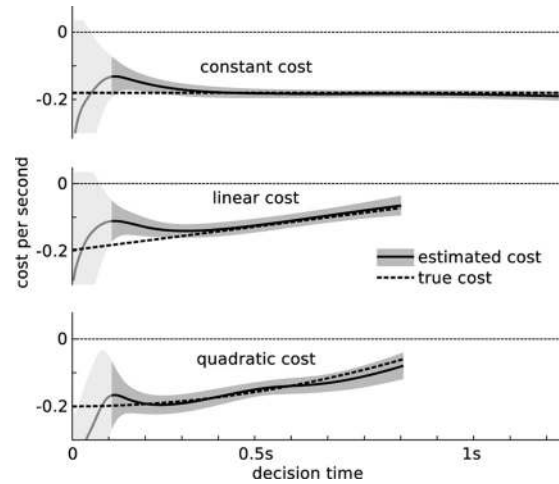 0
constant cost
-0.2
0
linear cost
cost per second
-0.2
estimated cost
true cost
0
quadratic cost
-0.2
0.5s
1s
decision time